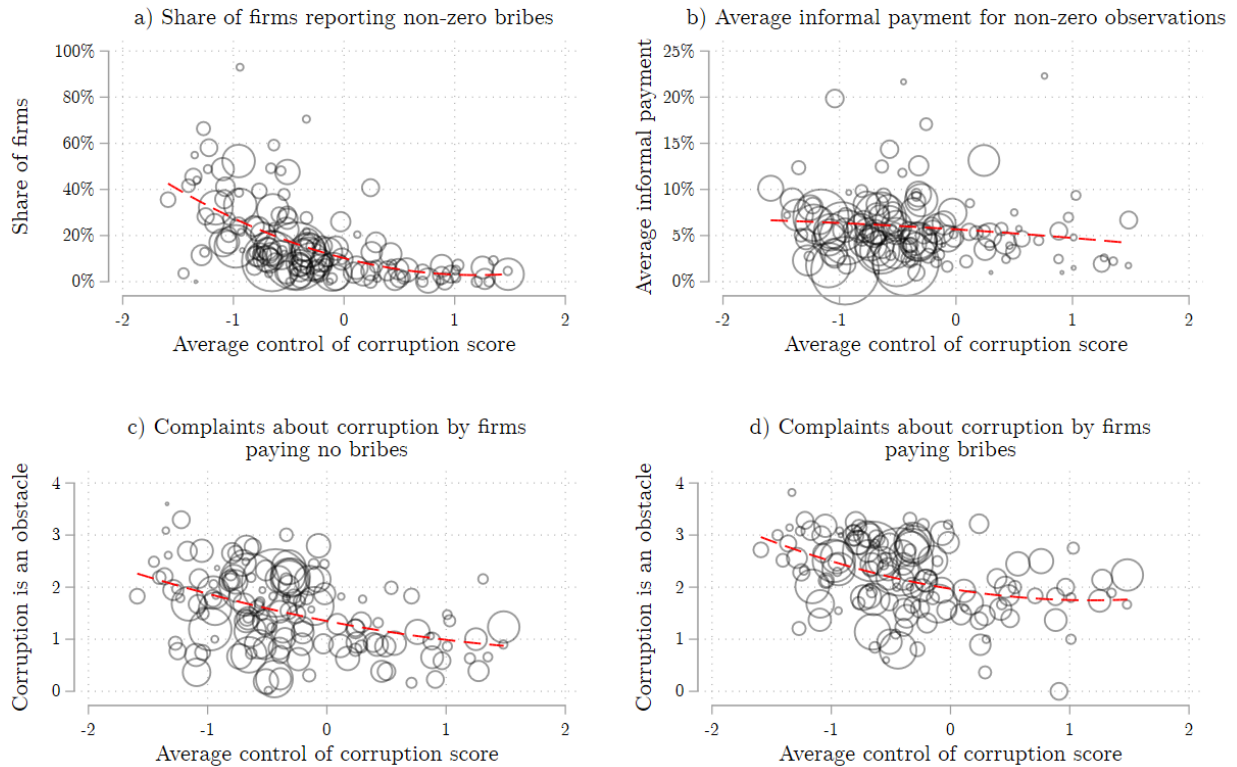 a) Share of firms reporting non-zero bribes
Share of firms
100%
80%
60%
40%
20%
0%
-2 -1 0 1 2
Average control of corruption score
b) Average informal payment for non-zero observations
Average informal payment
25%
20%
15%
10%
5%
0%
-2 -1 0 1 2
Average control of corruption score
c) Complaints about corruption by firms
paying no bribes
Corruption is an obstacle
4
3
2
1
0
-2 -1 0 1 2
Average control of corruption score
d) Complaints about corruption by firms
paying bribes
Corruption is an obstacle
4
3
2
1
0
-2 -1 0 1 2
Average control of corruption score